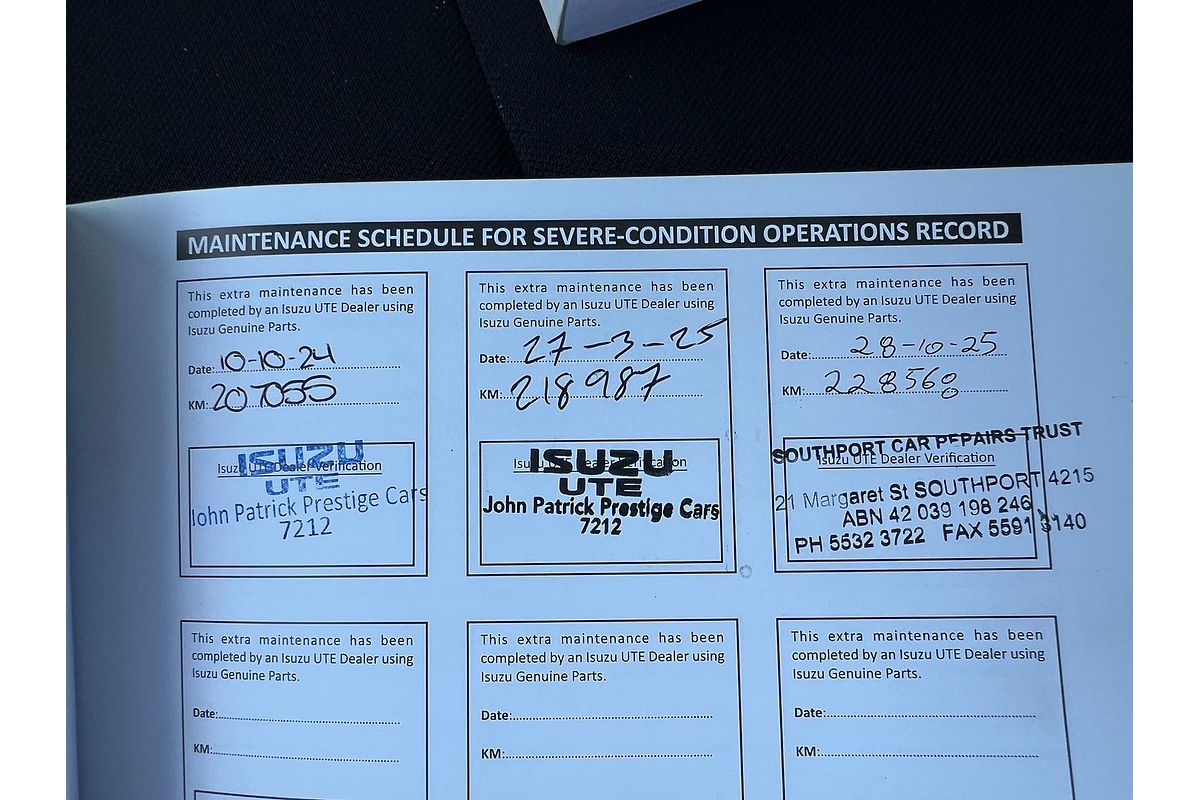 MAINTENANCE SCHEDULE FOR SEVERE-CONDITION OPERATIONS RECORD
This extra maintenance has been
completed by an Isuzu UTE Dealer using
Isuzu Genuine Parts.
Date: 10-10-24
KM: 207055
Isuzu UTE Dealer Verification
ISUZU
UTE
John Patrick Prestige Cars
7212
This extra maintenance has been
completed by an Isuzu UTE Dealer using
Isuzu Genuine Parts.
Date: 27-3-25
KM: 218987
Isuzu UTE Dealer Verification
ISUZU
UTE
John Patrick Prestige Cars
7212
This extra maintenance has been
completed by an Isuzu UTE Dealer using
Isuzu Genuine Parts.
Date: 28-10-25
KM: 228568
SOUTHPORT CAR REPAIRS TRUST
Isuzu UTE Dealer Verification
21 Margaret St SOUTHPORT 4215
ABN 42 039 198 246
PH 5532 3722 FAX 5591 3140
This extra maintenance has been
completed by an Isuzu UTE Dealer using
Isuzu Genuine Parts.
Date:
KM:
This extra maintenance has been
completed by an Isuzu UTE Dealer using
Isuzu Genuine Parts.
Date:
KM:
This extra maintenance has been
completed by an Isuzu UTE Dealer using
Isuzu Genuine Parts.
Date:
KM: